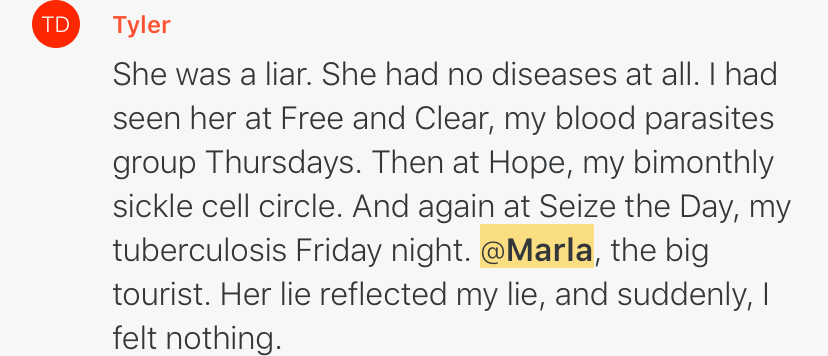 TD
Tyler
She was a liar. She had no diseases at all. I had
seen her at Free and Clear, my blood parasites
group Thursdays. Then at Hope, my bimonthly
sickle cell circle. And again at Seize the Day, my
tuberculosis Friday night. @Marla, the big
tourist. Her lie reflected my lie, and suddenly, I
felt nothing.